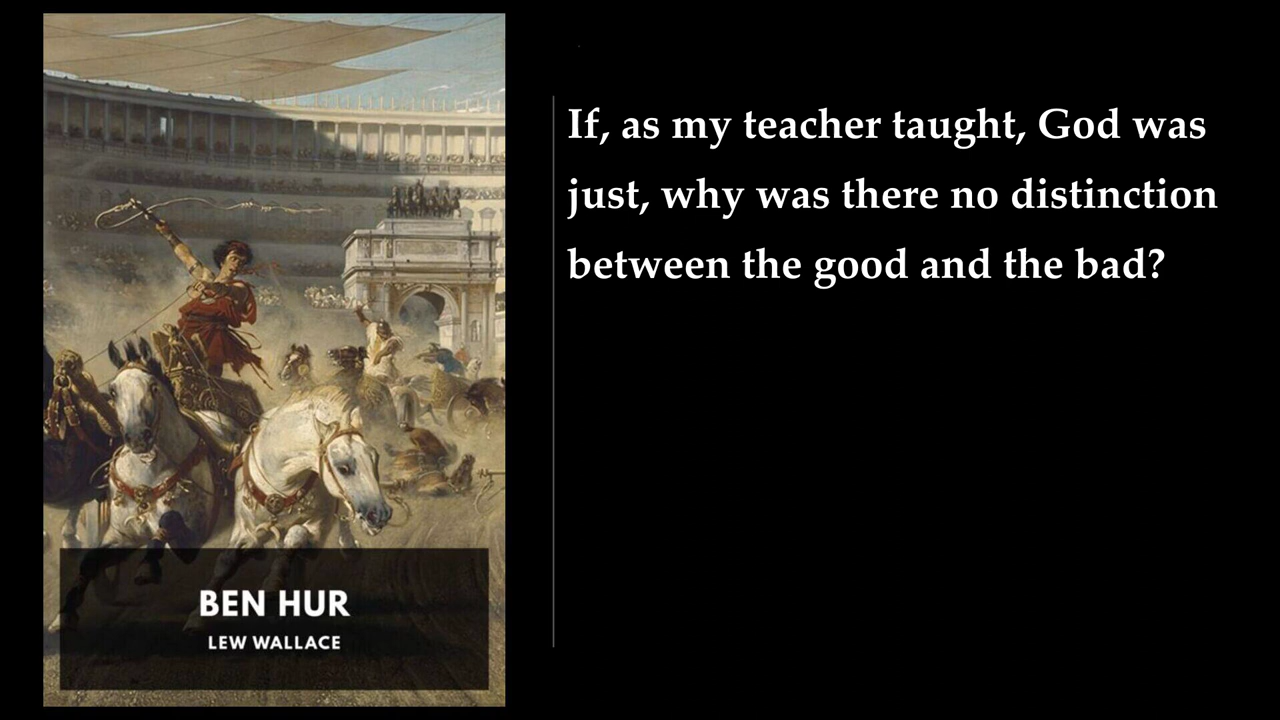 If, as my teacher taught, God was
just, why was there no distinction
between the good and the bad?
BEN HUR
LEW WALLACE